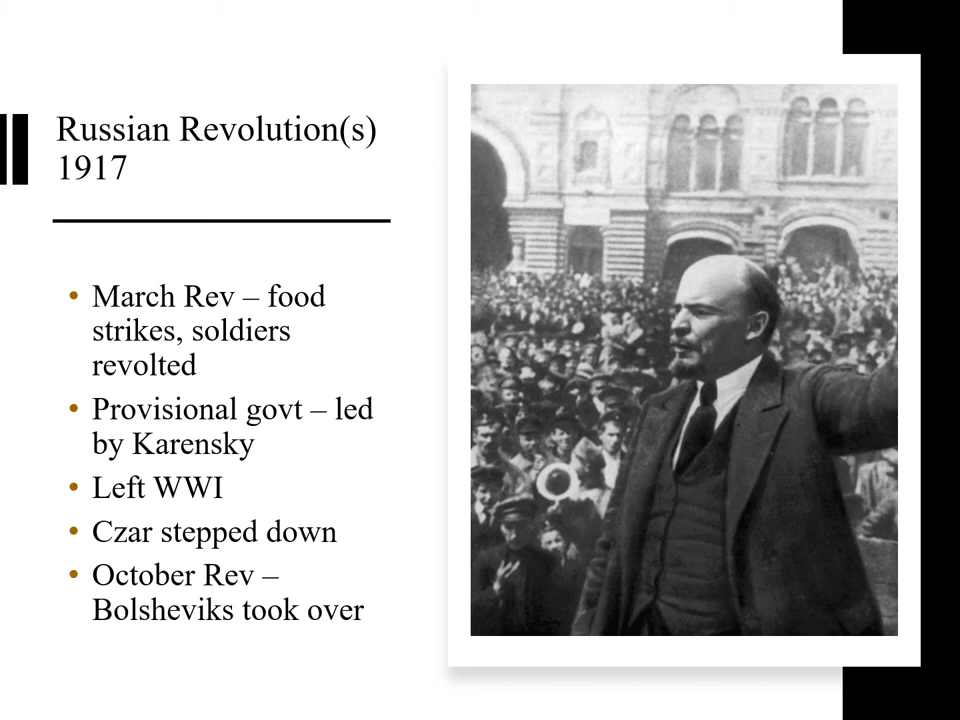 Russian Revolution(s)
1917
• March Rev – food
strikes, soldiers
revolted
• Provisional govt – led
by Karensky
• Left WWI
• Czar stepped down
• October Rev –
Bolsheviks took over